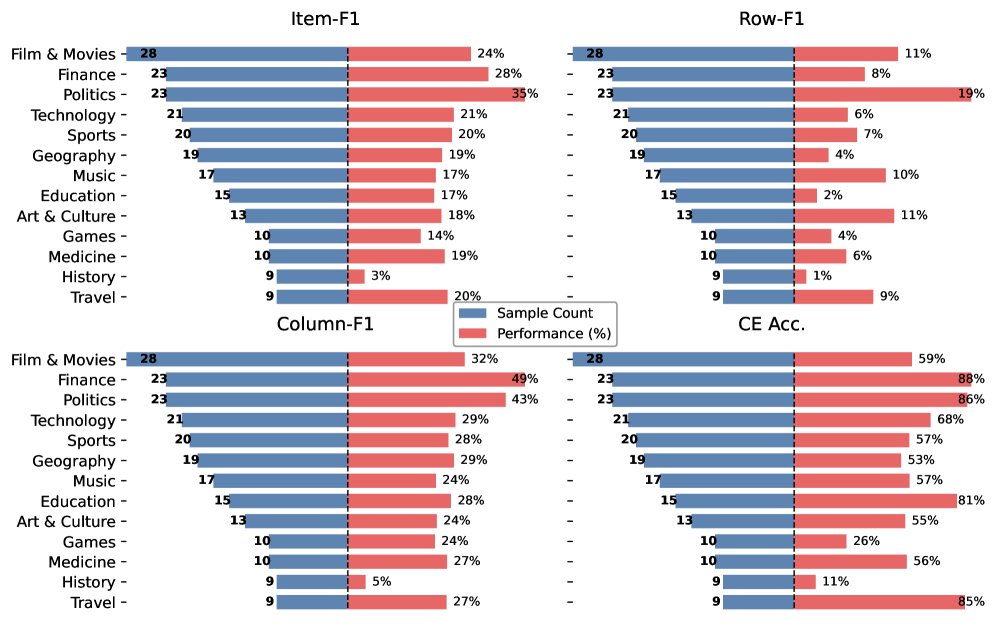 Item-F1 Row-F1
Film & Movies 28 24% 28 11%
Finance 23 28% 23 8%
Politics 23 35% 23 19%
Technology 21 21% 21 6%
Sports 20 20% 20 7%
Geography 19 19% 19 4%
Music 17 17% 17 10%
Education 15 17% 15 2%
Art & Culture 13 18% 13 11%
Games 10 14% 10 4%
Medicine 10 19% 10 6%
History 9 3% 9 1%
Travel 9 20% 9 9%
Sample Count
Performance (%)
Column-F1 CE Acc.
Film & Movies 28 32% 28 59%
Finance 23 49% 23 88%
Politics 23 43% 23 86%
Technology 21 29% 21 68%
Sports 20 28% 20 57%
Geography 19 29% 19 53%
Music 17 24% 17 57%
Education 15 28% 15 81%
Art & Culture 13 24% 13 55%
Games 10 24% 10 26%
Medicine 10 27% 10 56%
History 9 5% 9 11%
Travel 9 27% 9 85%